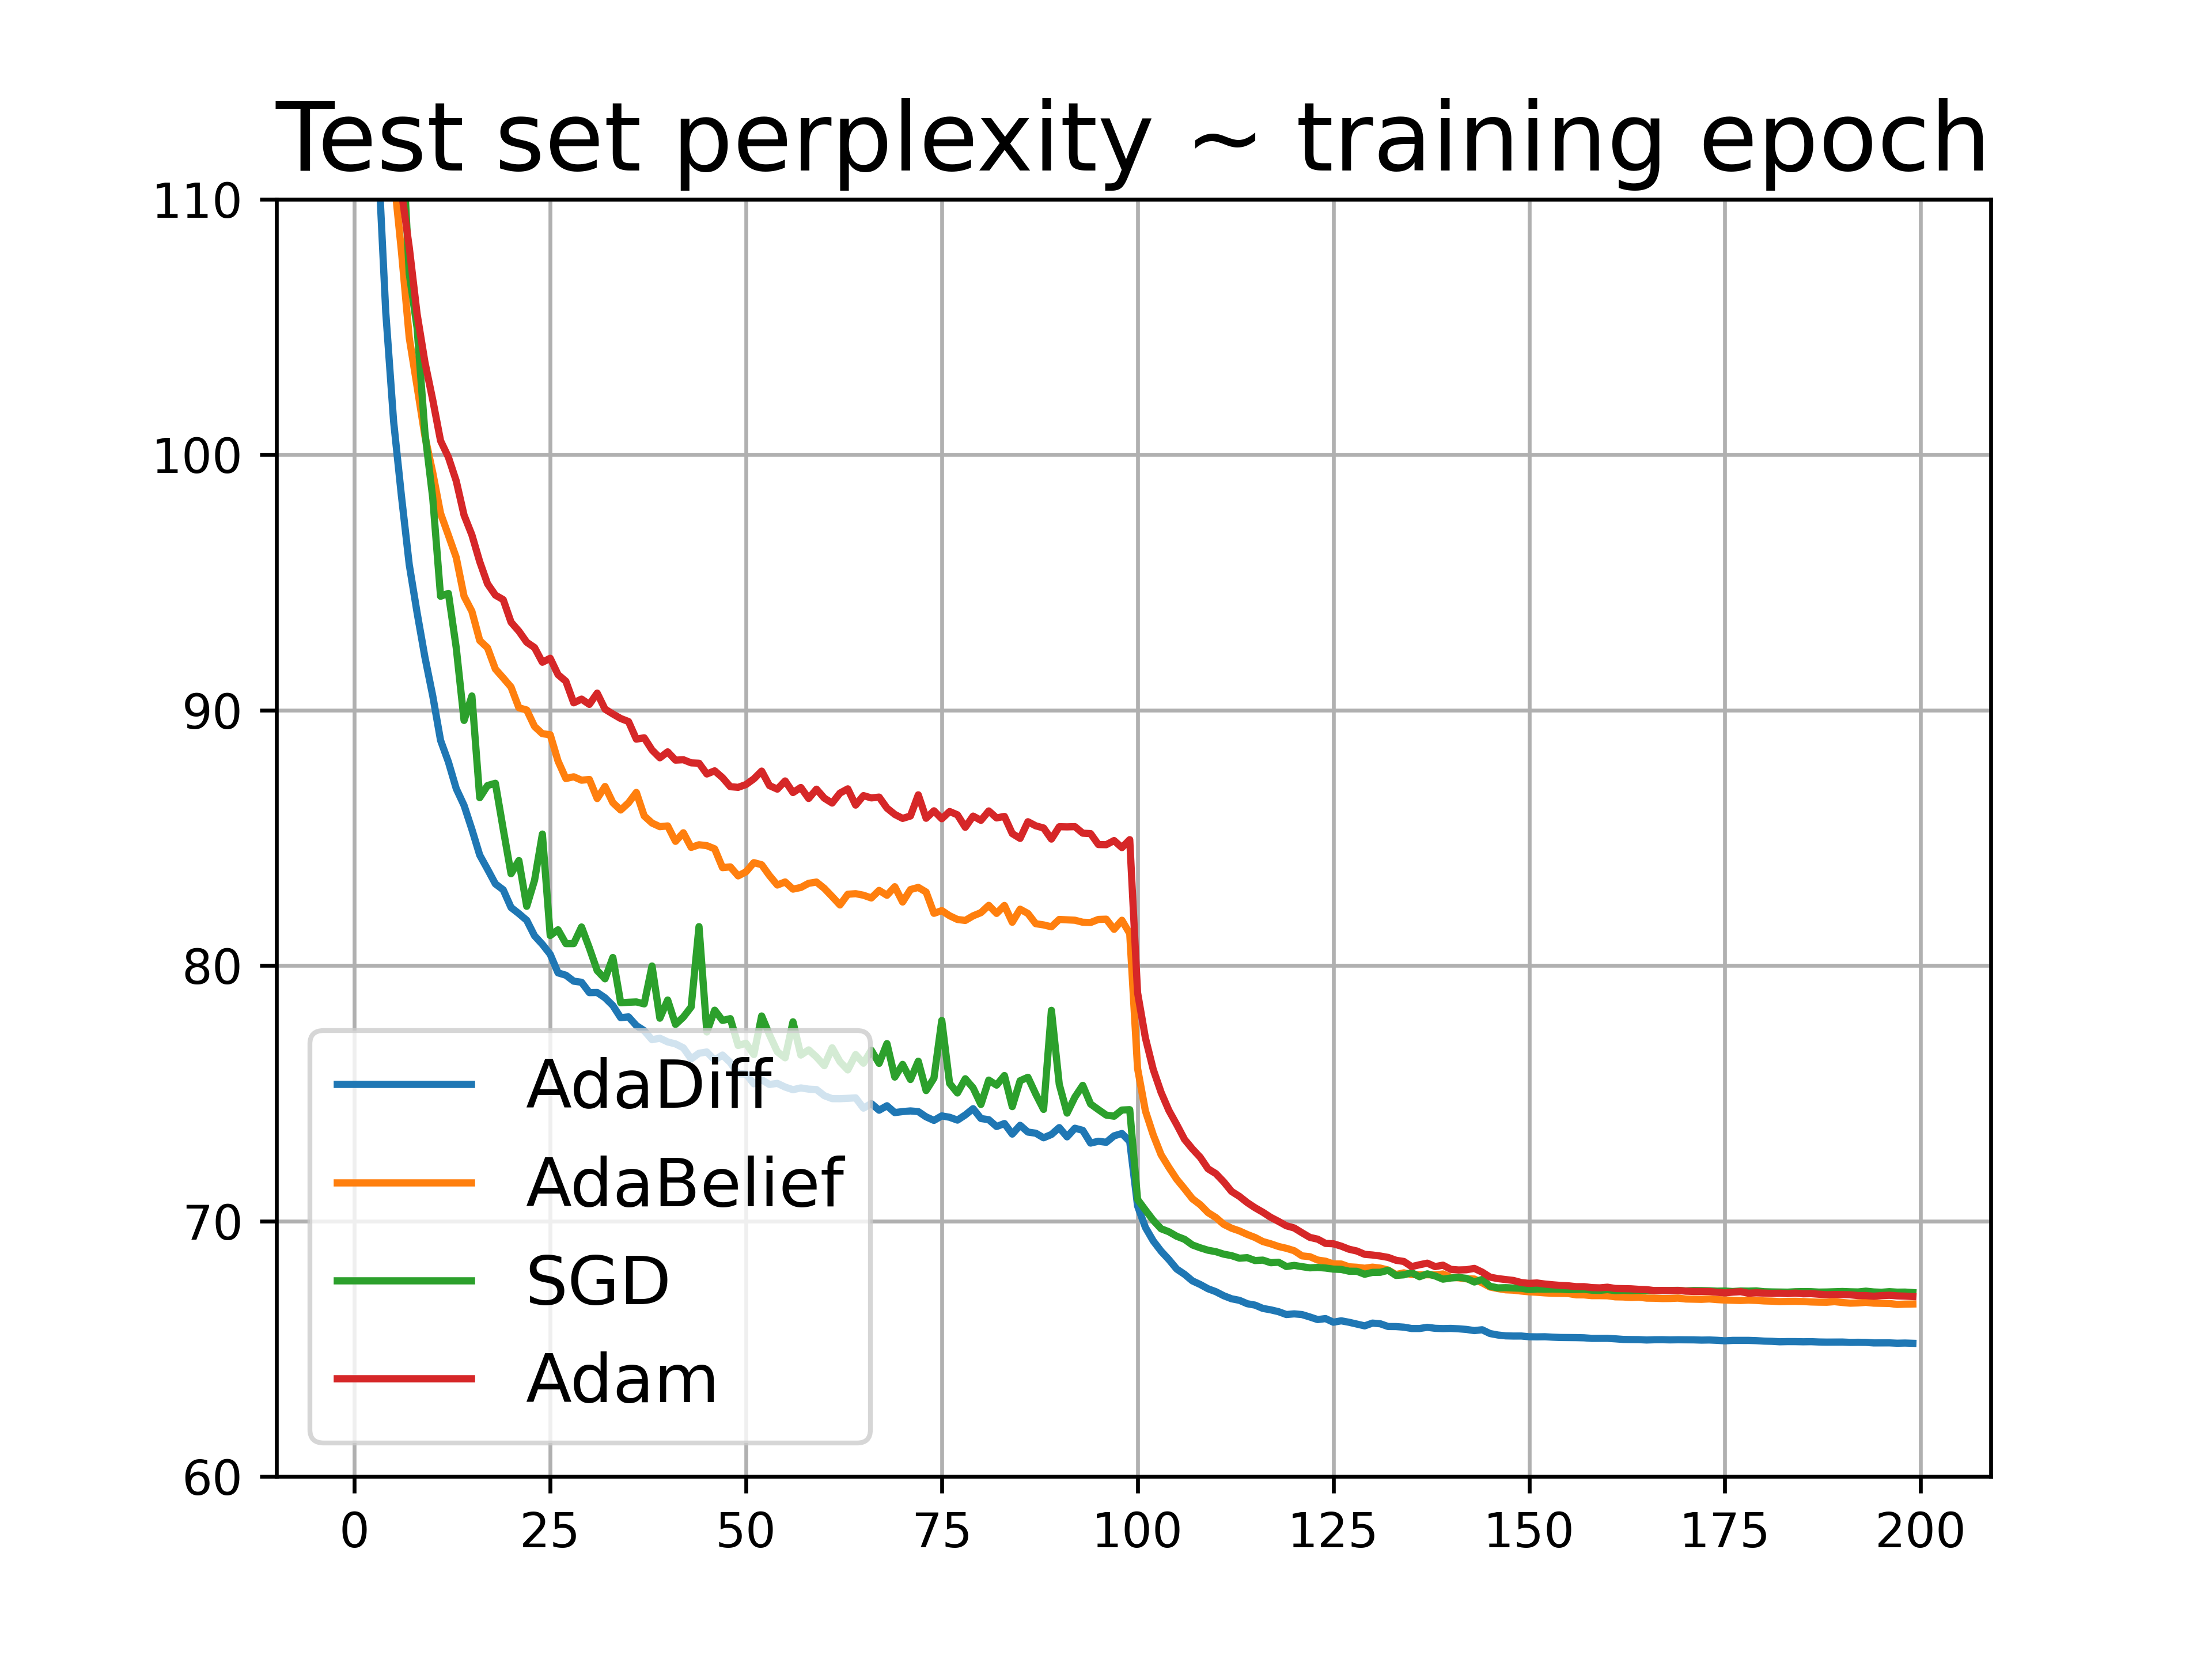 Test set perplexity ~ training epoch
110
100
90
80
70
60
AdaDiff
AdaBelief
SGD
Adam
0 25 50 75 100 125 150 175 200